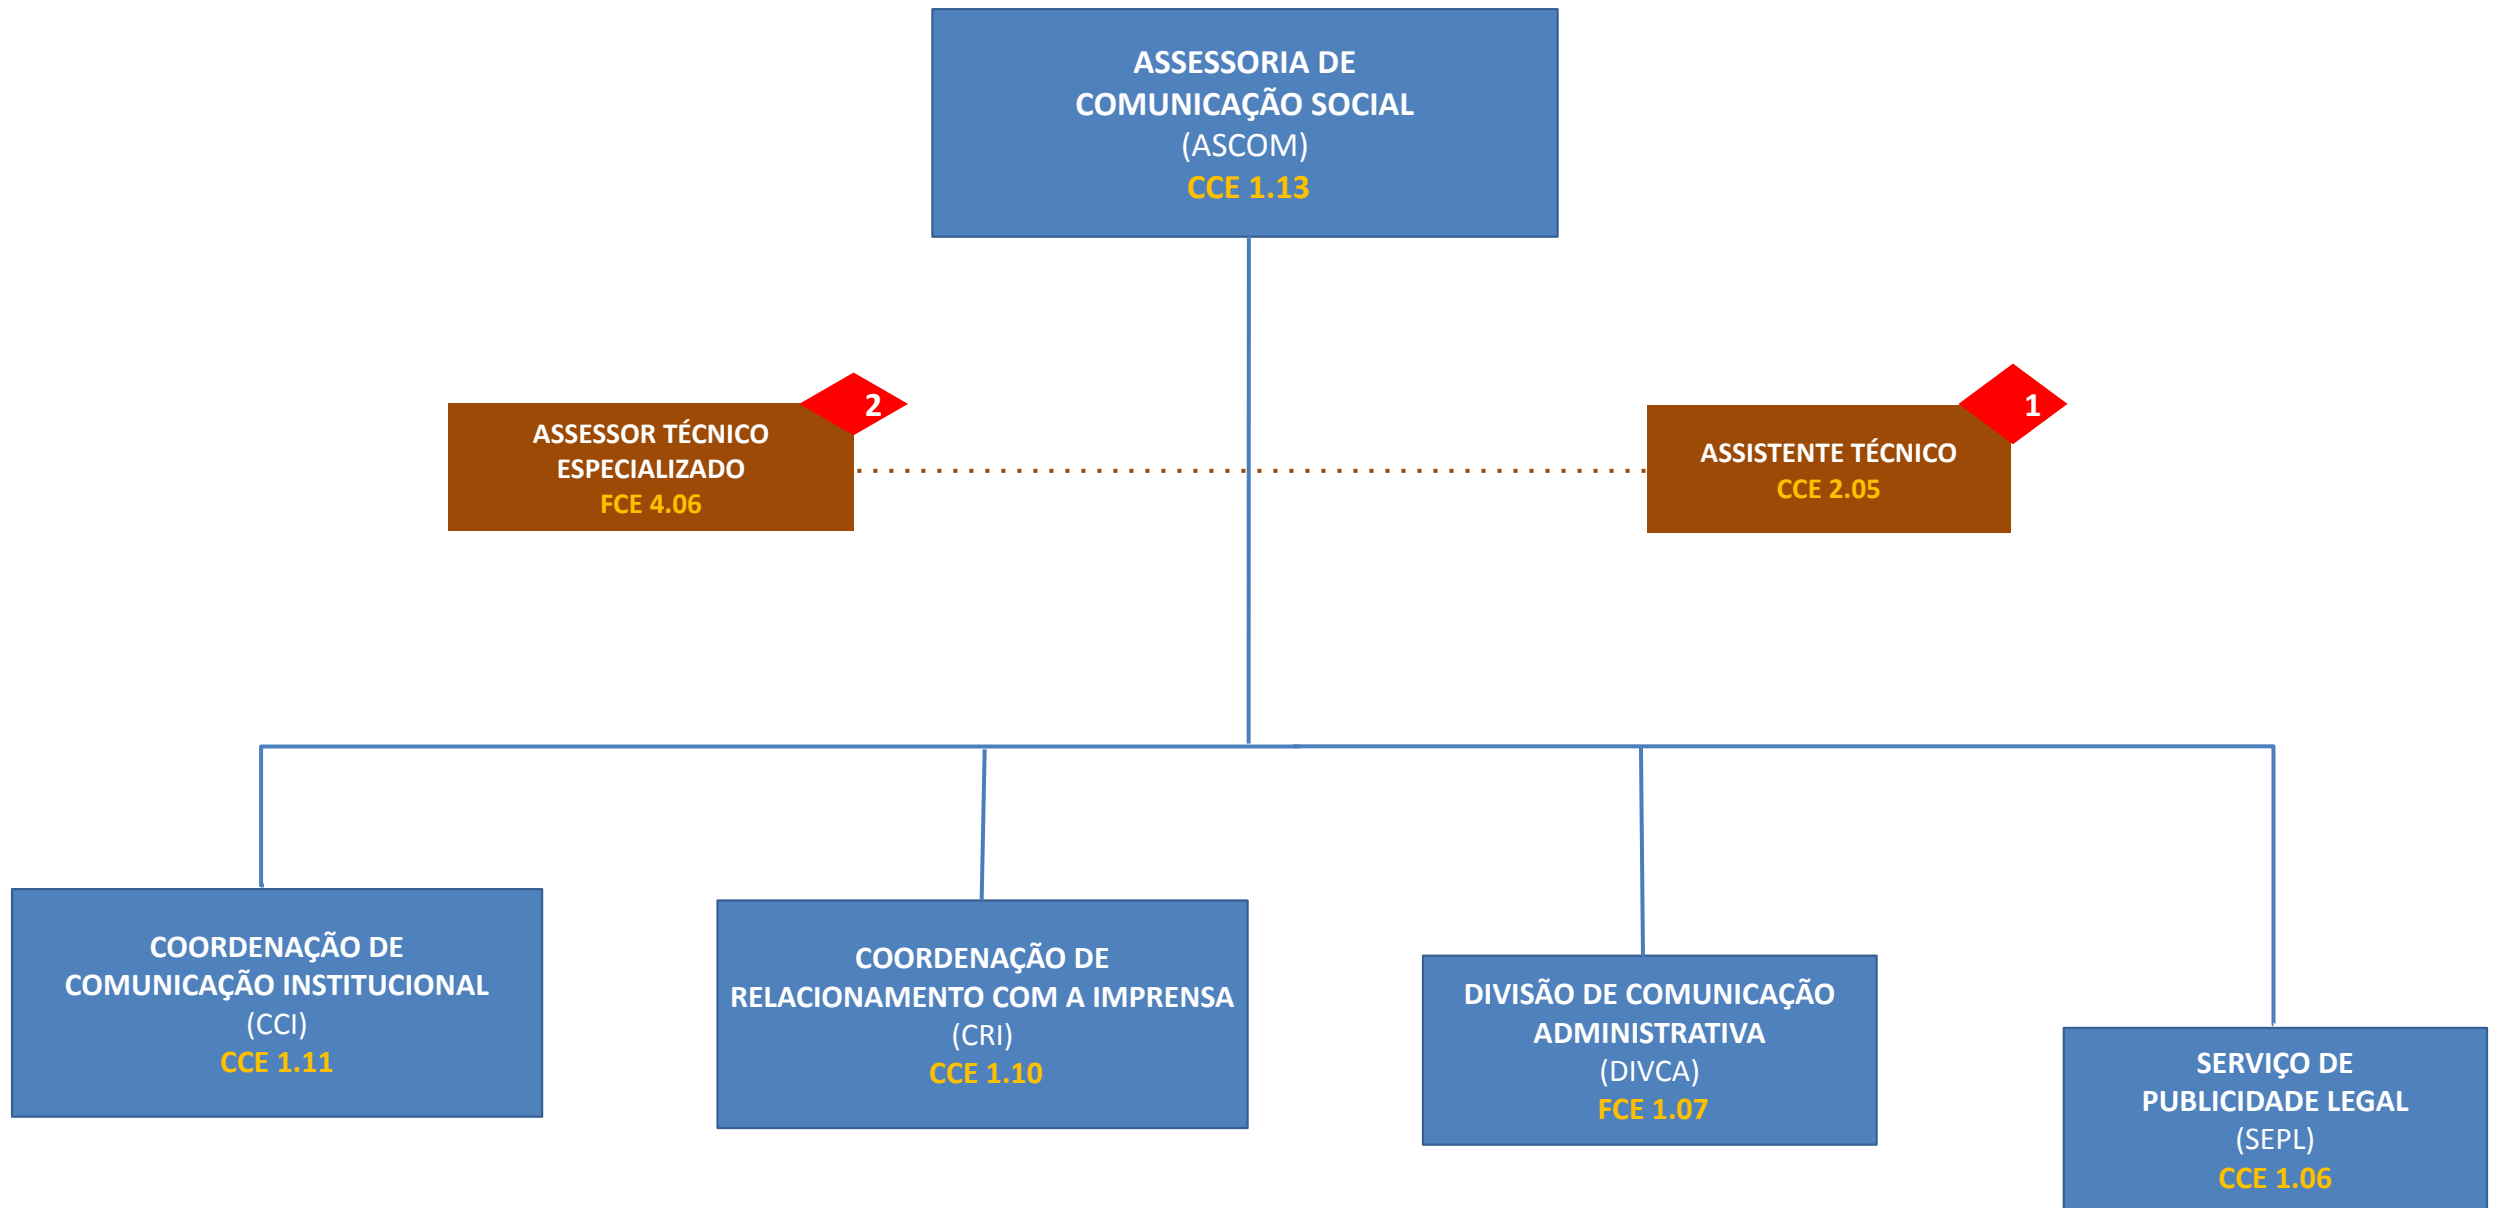 ASSESSORIA DE
COMUNICAÇÃO SOCIAL
(ASCOM)
CCE 1.13
2
ASSESSOR TÉCNICO
ESPECIALIZADO
FCE 4.06
1
ASSISTENTE TÉCNICO
CCE 2.05
COORDENAÇÃO DE
COMUNICAÇÃO INSTITUCIONAL
(CCI)
CCE 1.11
COORDENAÇÃO DE
RELACIONAMENTO COM A IMPRENSA
(CRI)
CCE 1.10
DIVISÃO DE COMUNICAÇÃO
ADMINISTRATIVA
(DIVCA)
FCE 1.07
SERVIÇO DE
PUBLICIDADE LEGAL
(SEPL)
CCE 1.06